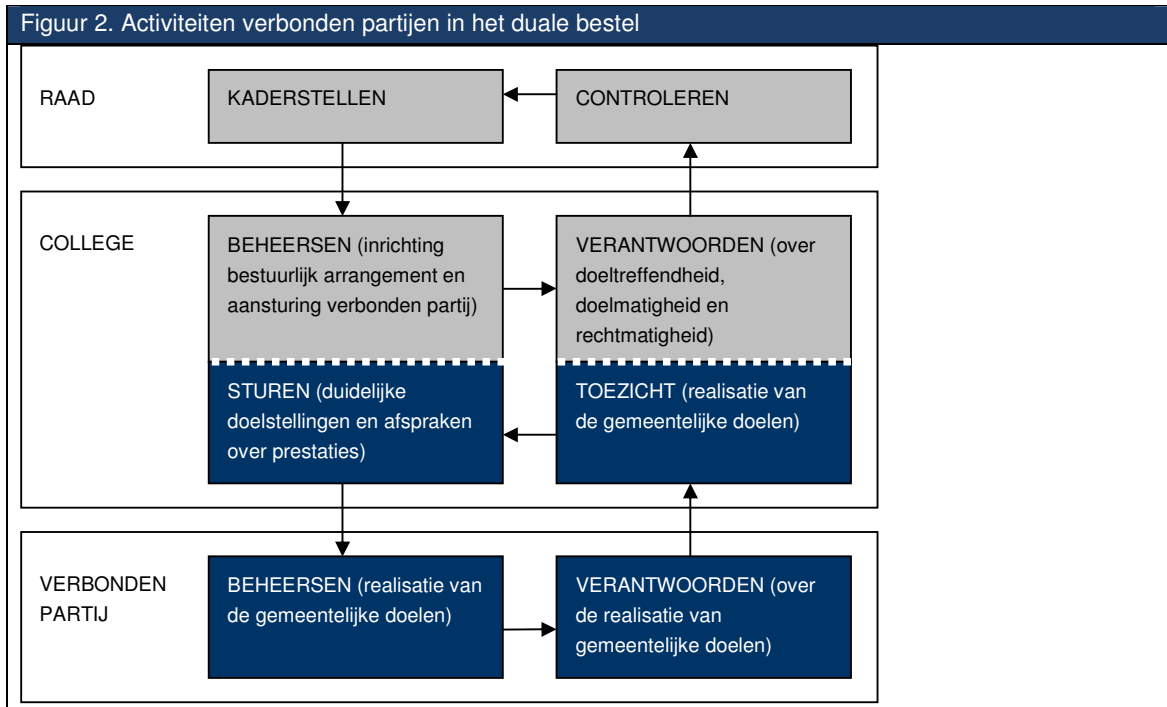 Figuur 2. Activiteiten verbonden partijen in het duale bestel
RAAD
KADERSTELLEN
CONTROLEREN
COLLEGE
BEHEERSEN (inrichting
bestuurlijk arrangement en
aansturing verbonden partij)
VERANTWOORDEN (over
doeltreffendheid,
doelmatigheid en
rechtmatigheid)
STUREN (duidelijke
doelstellingen en afspraken
over prestaties)
TOEZICHT (realisatie van
de gemeentelijke doelen)
VERBONDEN
PARTIJ
BEHEERSEN (realisatie van
de gemeentelijke doelen)
VERANTWOORDEN (over
de realisatie van
gemeentelijke doelen)